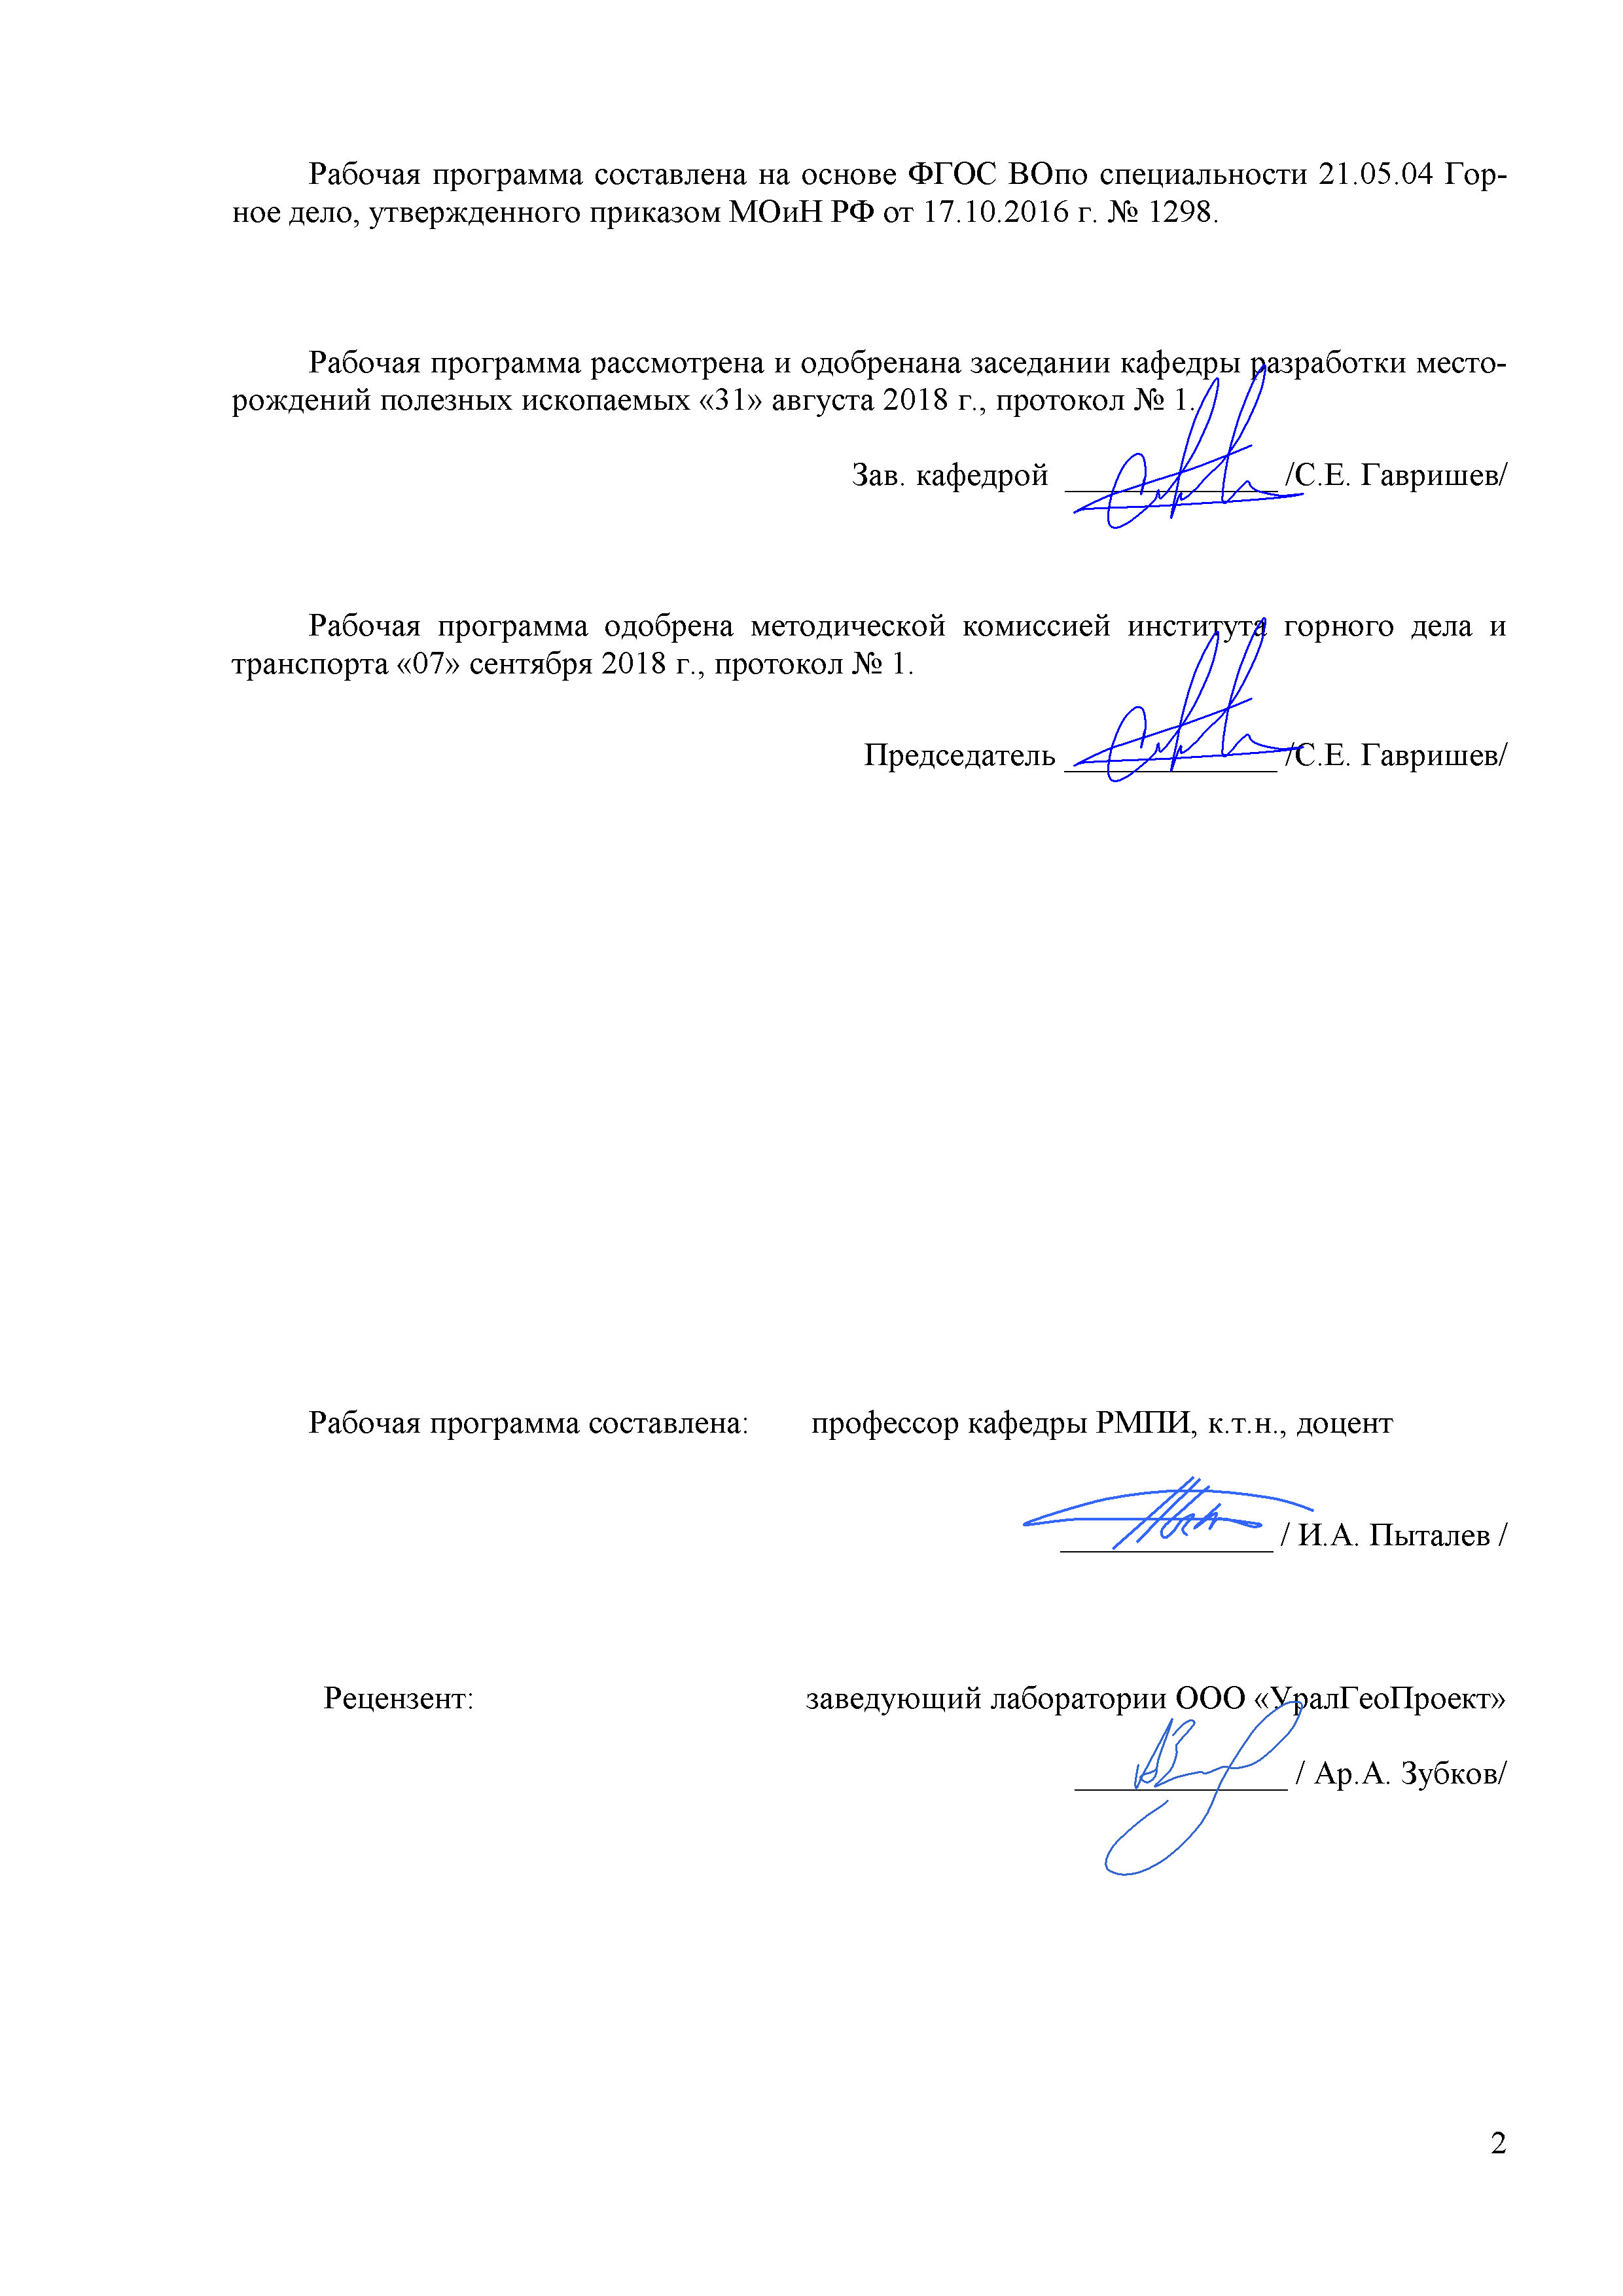 Рабочая программа составлена на основе ФГОС ВОпо специальности 21.05.04 Гор-
ное дело, утвержденного приказом МОиН РФ от 17.10.2016 г. № 1298.
Рабочая программа рассмотрена и одобренана заседании кафедры разработки место-
рождений полезных ископаемых «31» августа 2018 г., протокол № 1.
Зав. кафедрой _____________ /С.Е. Гавришев/
Рабочая программа одобрена методической комиссией института горного дела и
транспорта «07» сентября 2018 г., протокол № 1.
Председатель _____________ /С.Е. Гавришев/
Рабочая программа составлена: профессор кафедры РМПИ, к.т.н., доцент
_____________ / И.А. Пыталев /
Рецензент: заведующий лаборатории ООО «УралГеоПроект»
_____________ / Ар.А. Зубков/
2